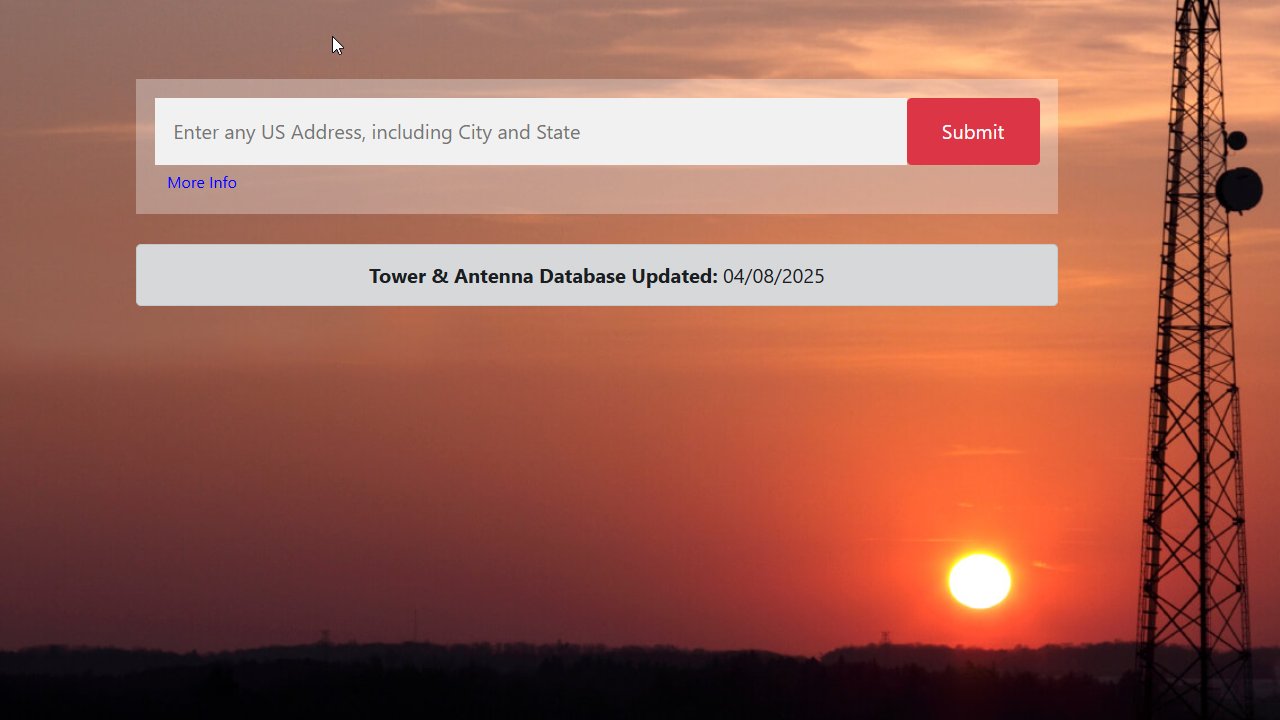 Enter any US Address, including City and State
Submit
More Info
Tower & Antenna Database Updated: 04/08/2025